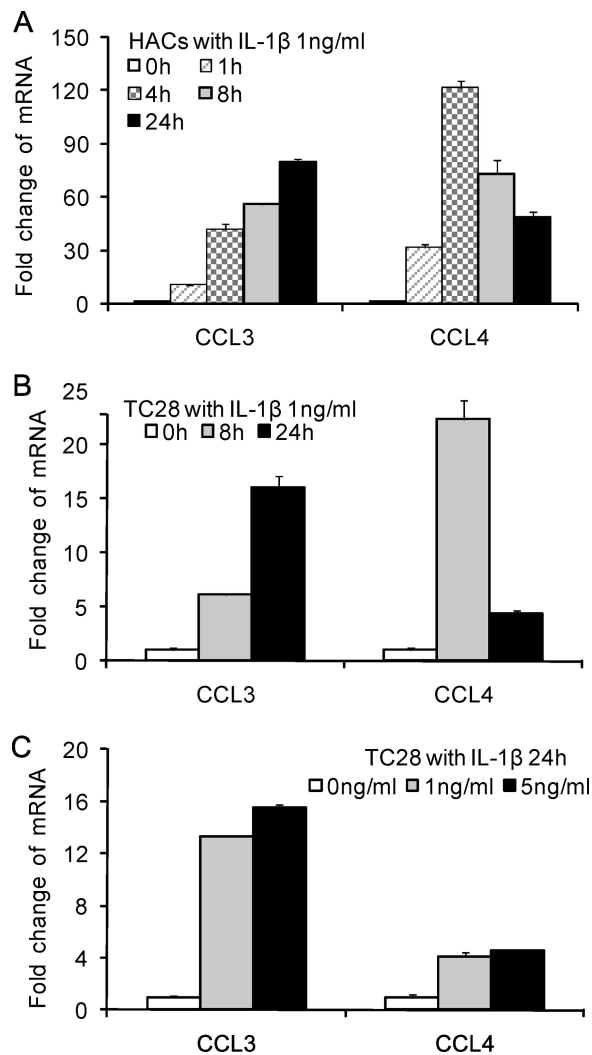 A
HACs with IL-1β 1ng/ml
0h 1h
4h 8h
24h
Fold change of mRNA
150
120
90
60
30
0
CCL3 CCL4
B
TC28 with IL-1β 1ng/ml
0h 8h 24h
Fold change of mRNA
25
20
15
10
5
0
CCL3 CCL4
C
TC28 with IL-1β 24h
0ng/ml 1ng/ml 5ng/ml
Fold change of mRNA
20
16
12
8
4
0
CCL3 CCL4